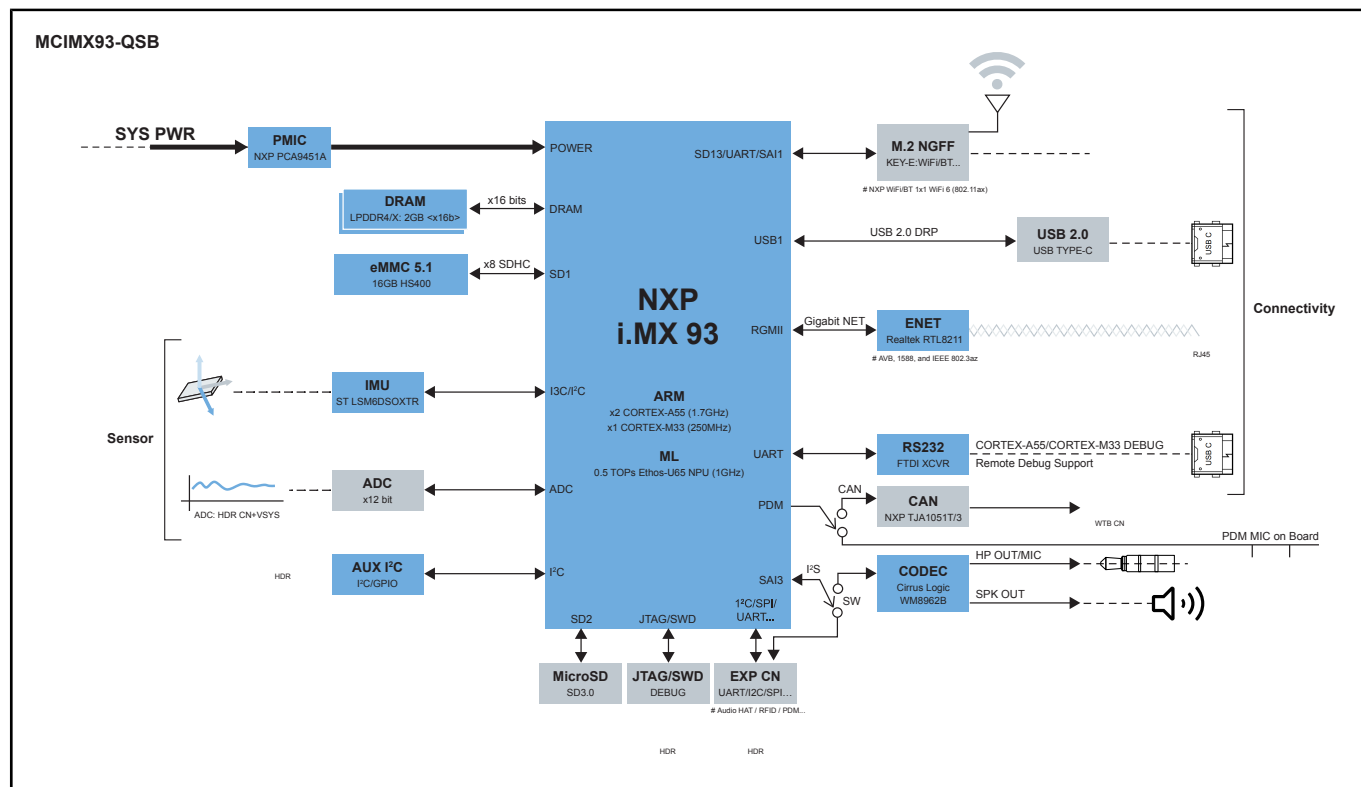 MCIMX93-QSB
SYS PWR
PMIC
NXP PCA9451A
POWER
DRAM
LPDDR4/X: 2GB <x16b>
x16 bits
DRAM
eMMC 5.1
16GB HS400
x8 SDHC
SD1
NXP
i.MX 93
ARM
x2 CORTEX-A55 (1.7GHz)
x1 CORTEX-M33 (250MHz)
ML
0.5 TOPs Ethos-U65 NPU (1GHz)
Sensor
IMU
ST LSM6DSOXTR
I3C/I²C
ADC
x12 bit
ADC
ADC: HDR CN+VSYS
HDR
AUX I²C
I²C/GPIO
I²C
SD13/UART/SAI1
M.2 NGFF
KEY-E:WiFi/BT...
# NXP WiFi/BT 1x1 WiFi 6 (802.11ax)
USB1
USB 2.0 DRP
USB 2.0
USB TYPE-C
USB C
Connectivity
RGMII
Gigabit NET
ENET
Realtek RTL8211
# AVB, 1588, and IEEE 802.3az
RJ45
UART
RS232
FTDI XCVR
CORTEX-A55/CORTEX-M33 DEBUG
Remote Debug Support
USB C
PDM
CAN
CAN
NXP TJA1051T/3
WTB CN
PDM MIC on Board
SAI3
I²S
SW
CODEC
Cirrus Logic
WM8962B
HP OUT/MIC
SPK OUT
SD2
JTAG/SWD
1²C/SPI/
UART...
MicroSD
SD3.0
JTAG/SWD
DEBUG
EXP CN
UART/I2C/SPI...
# Audio HAT / RFID / PDM...
HDR
HDR